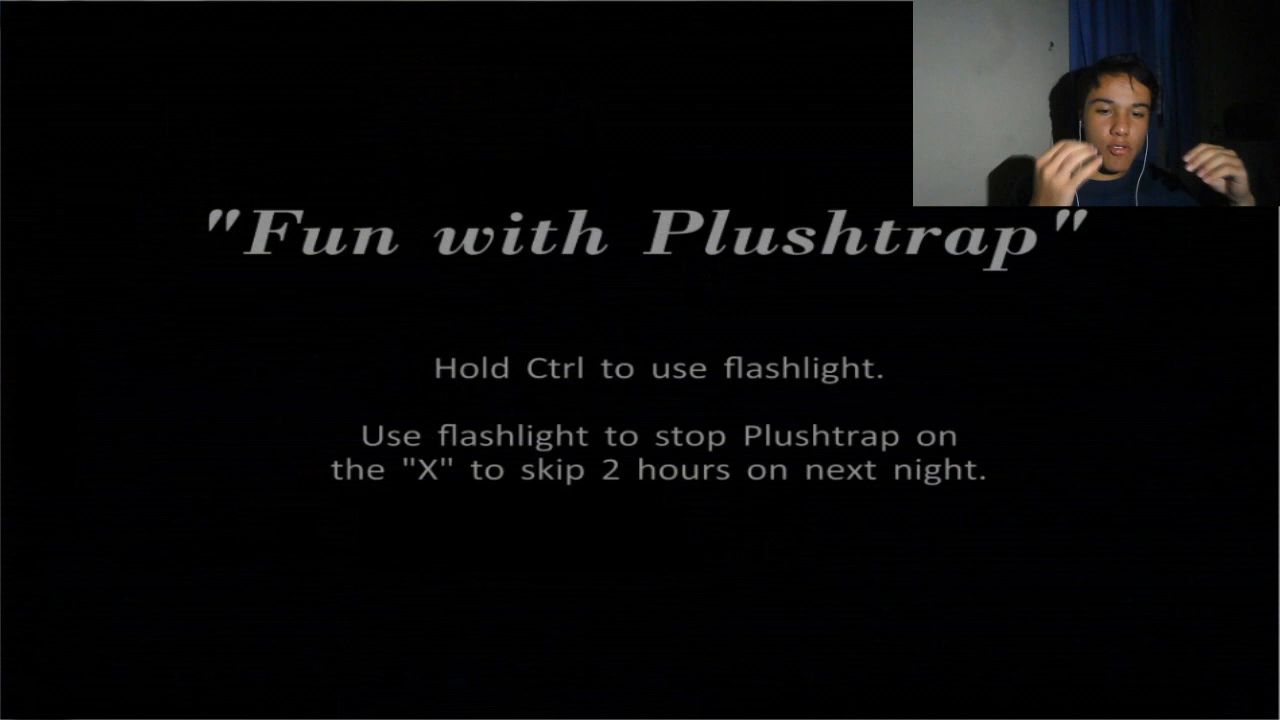 "Fun with Plushtrap"
Hold Ctrl to use flashlight.
Use flashlight to stop Plushtrap on
the "X" to skip 2 hours on next night.